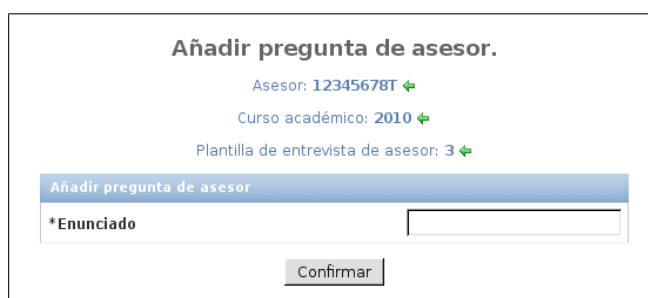 Añadir pregunta de asesor.
Asesor: 12345678T
Curso académico: 2010
Plantilla de entrevista de asesor: 3
Añadir pregunta de asesor
*Enunciado
Confirmar